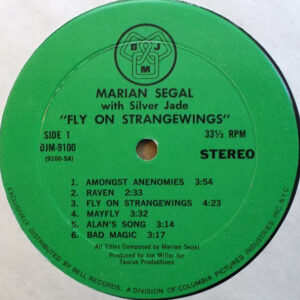 D J M
MARIAN SEGAL
with Silver Jade
"FLY ON STRANGEWINGS"
SIDE 1
33⅓ RPM
DJM-9100
(9100-SA)
STEREO
1. AMONGST ANENOMIES 3:54
2. RAVEN 2:33
3. FLY ON STRANGEWINGS 4:23
4. MAYFLY 3:32
5. ALAN'S SONG 3:14
6. BAD MAGIC 3:17
All Titles Composed by Marien Segal
Produced by Jon Miller for
Taurus Productions
EXCLUSIVELY DISTRIBUTED BY BELL RECORDS, A DIVISION OF COLUMBIA PICTURES INDUSTRIES, INC., N.Y.C.